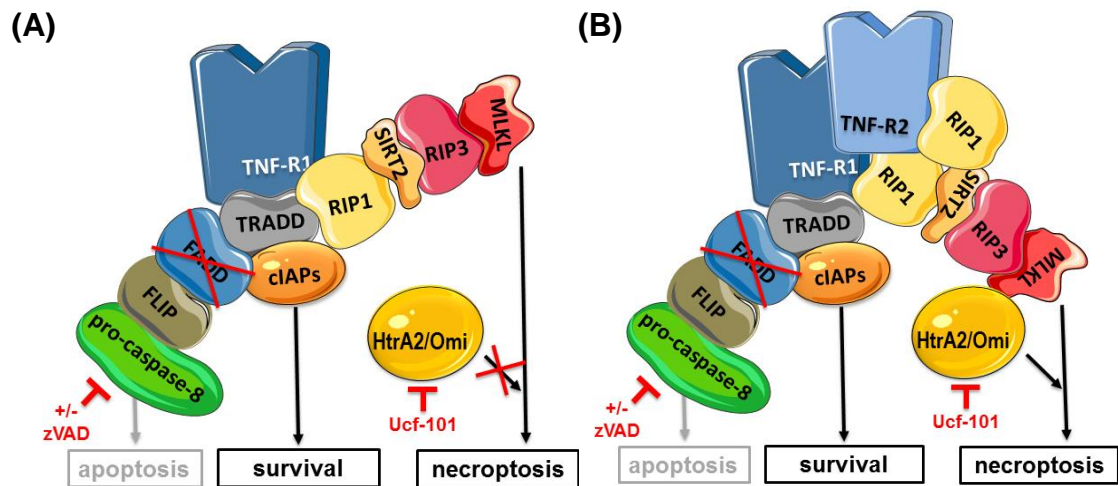 (A)
TNF-R1
TRADD
RIP1
SIRT2
RIP3
MLKL
FADD
cIAPs
FLIP
pro-caspase-8
HtrA2/Omi
+/-
zVAD
Ucf-101
apoptosis
survival
necroptosis
(B)
TNF-R2
TNF-R1
RIP1
RIP1
SIRT2
RIP3
MLKL
TRADD
FADD
cIAPs
FLIP
pro-caspase-8
HtrA2/Omi
+/-
zVAD
Ucf-101
apoptosis
survival
necroptosis